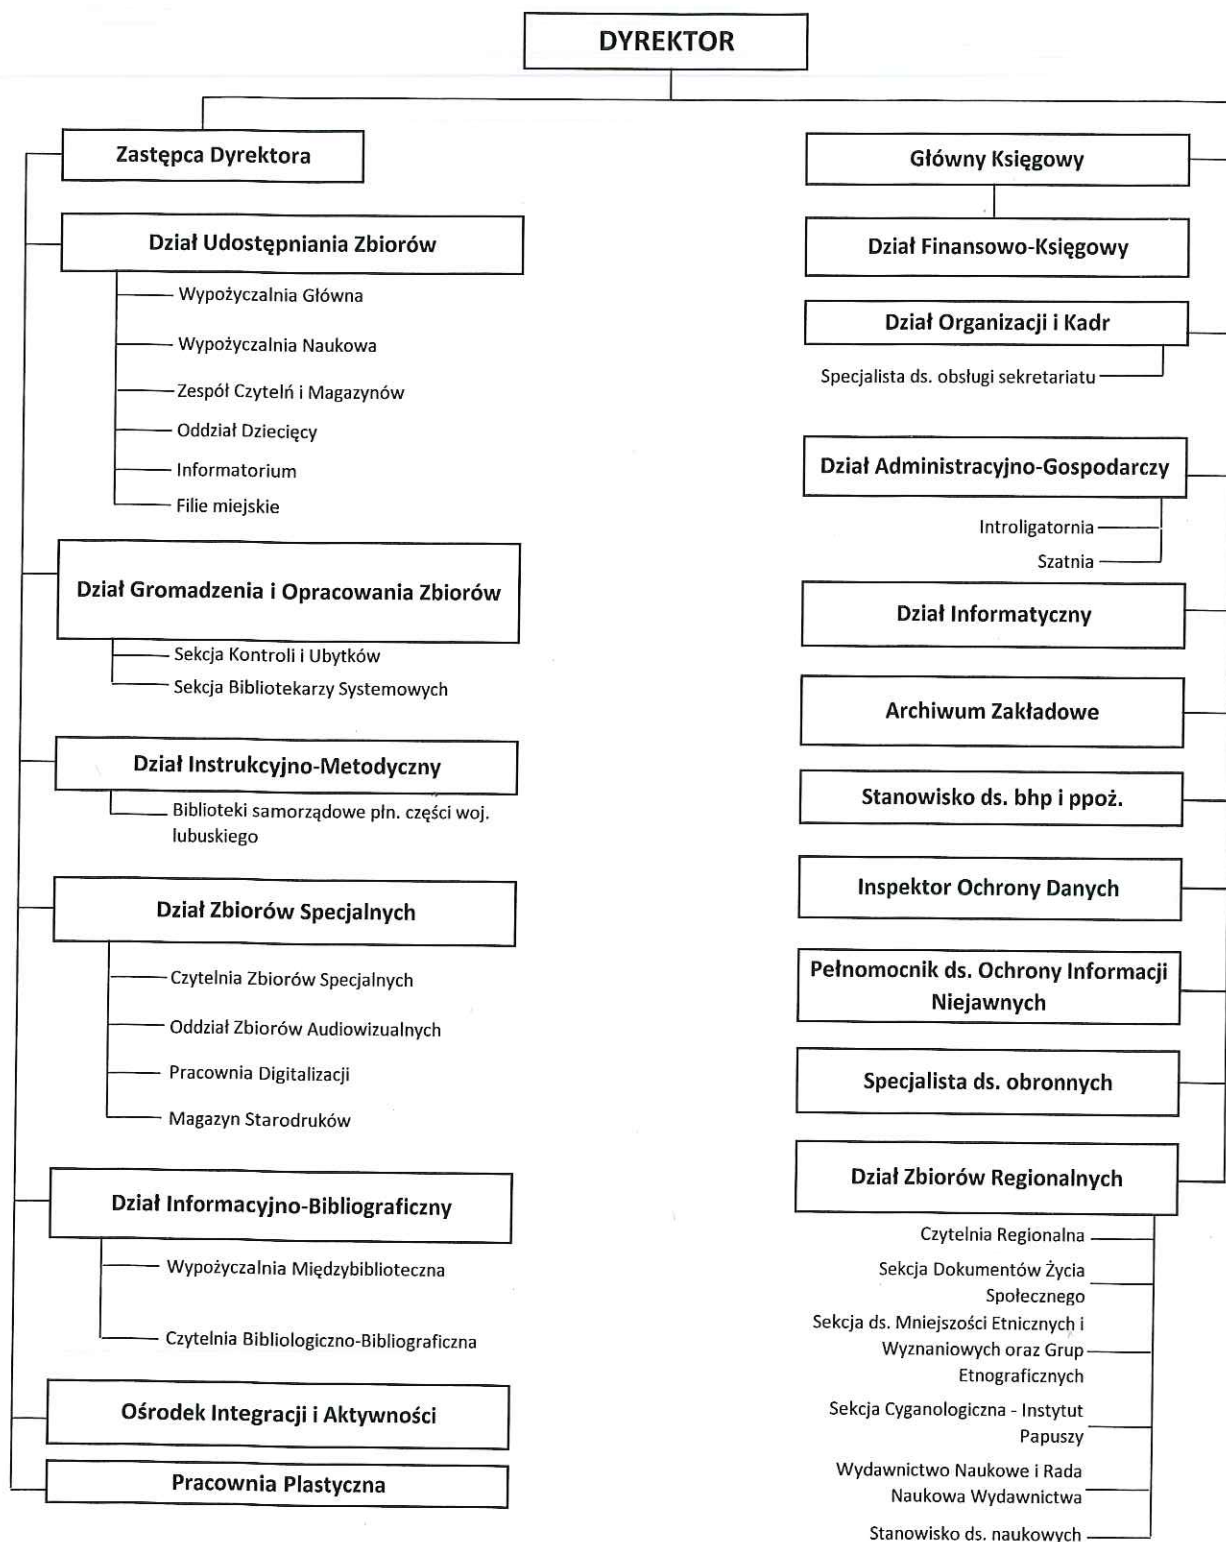 DYREKTOR
Zastępca Dyrektora
Dział Udostępniania Zbiorów
Wypożyczalnia Główna
Wypożyczalnia Naukowa
Zespół Czytelń i Magazynów
Oddział Dziecięcy
Informatorium
Filie miejskie
Dział Gromadzenia i Opracowania Zbiorów
Sekcja Kontroli i Ubytków
Sekcja Bibliotekarzy Systemowych
Dział Instrukcyjno-Metodyczny
Biblioteki samorządowe płn. części woj.
lubuskiego
Dział Zbiorów Specjalnych
Czytelnia Zbiorów Specjalnych
Oddział Zbiorów Audiowizualnych
Pracownia Digitalizacji
Magazyn Starodruków
Dział Informacyjno-Bibliograficzny
Wypożyczalnia Międzybiblioteczna
Czytelnia Bibliologiczno-Bibliograficzna
Ośrodek Integracji i Aktywności
Pracownia Plastyczna
Główny Księgowy
Dział Finansowo-Księgowy
Dział Organizacji i Kadr
Specjalista ds. obsługi sekretariatu
Dział Administracyjno-Gospodarczy
Introligatornia
Szatnia
Dział Informatyczny
Archiwum Zakładowe
Stanowisko ds. bhp i ppoż.
Inspektor Ochrony Danych
Pełnomocnik ds. Ochrony Informacji
Niejawnych
Specjalista ds. obronnych
Dział Zbiorów Regionalnych
Czytelnia Regionalna
Sekcja Dokumentów Życia
Społecznego
Sekcja ds. Mniejszości Etnicznych i
Wyznaniowych oraz Grup
Etnograficznych
Sekcja Cyganologiczna - Instytut
Papuszy
Wydawnictwo Naukowe i Rada
Naukowa Wydawnictwa
Stanowisko ds. naukowych